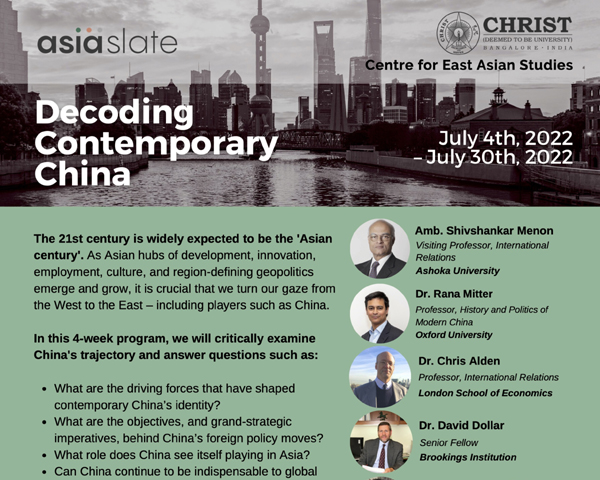 asiaslate
CHRIST
(DEEMED TO BE UNIVERSITY)
BANGALORE · INDIA
Centre for East Asian Studies
Decoding
Contemporary
China
July 4th, 2022
– July 30th, 2022
The 21st century is widely expected to be the 'Asian
century'. As Asian hubs of development, innovation,
employment, culture, and region-defining geopolitics
emerge and grow, it is crucial that we turn our gaze from
the West to the East – including players such as China.
In this 4-week program, we will critically examine
China's trajectory and answer questions such as:
• What are the driving forces that have shaped
contemporary China's identity?
• What are the objectives, and grand-strategic
imperatives, behind China's foreign policy moves?
• What role does China see itself playing in Asia?
• Can China continue to be indispensable to global
Amb. Shivshankar Menon
Visiting Professor, International
Relations
Ashoka University
Dr. Rana Mitter
Professor, History and Politics of
Modern China
Oxford University
Dr. Chris Alden
Professor, International Relations
London School of Economics
Dr. David Dollar
Senior Fellow
Brookings Institution